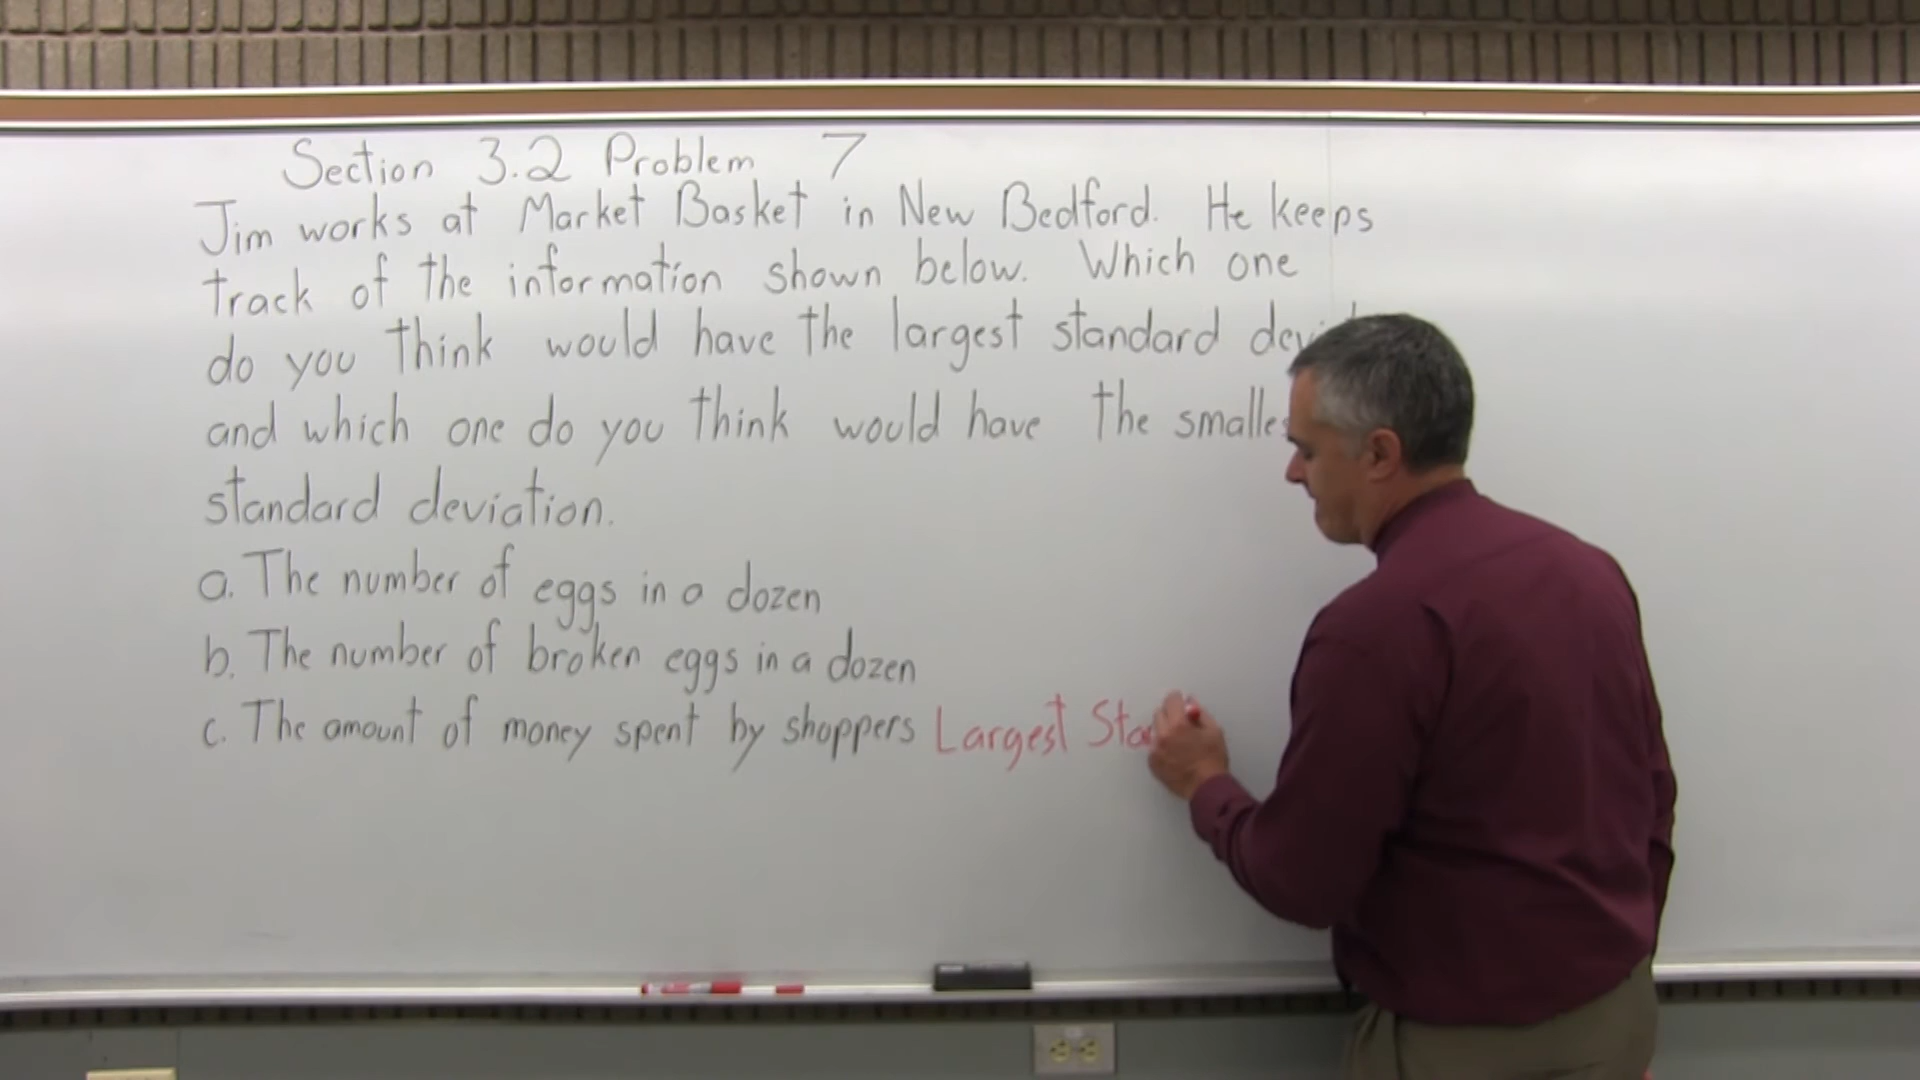 Section 3.2 Problem 7
Jim works at Market Basket in New Bedford. He keeps
track of the information shown below. Which one
do you think would have the largest standard
and which one do you think would have the
standard deviation.
a. The number of eggs in a dozen
b. The number of broken eggs in a dozen
c. The amount of money spent by shoppers Largest